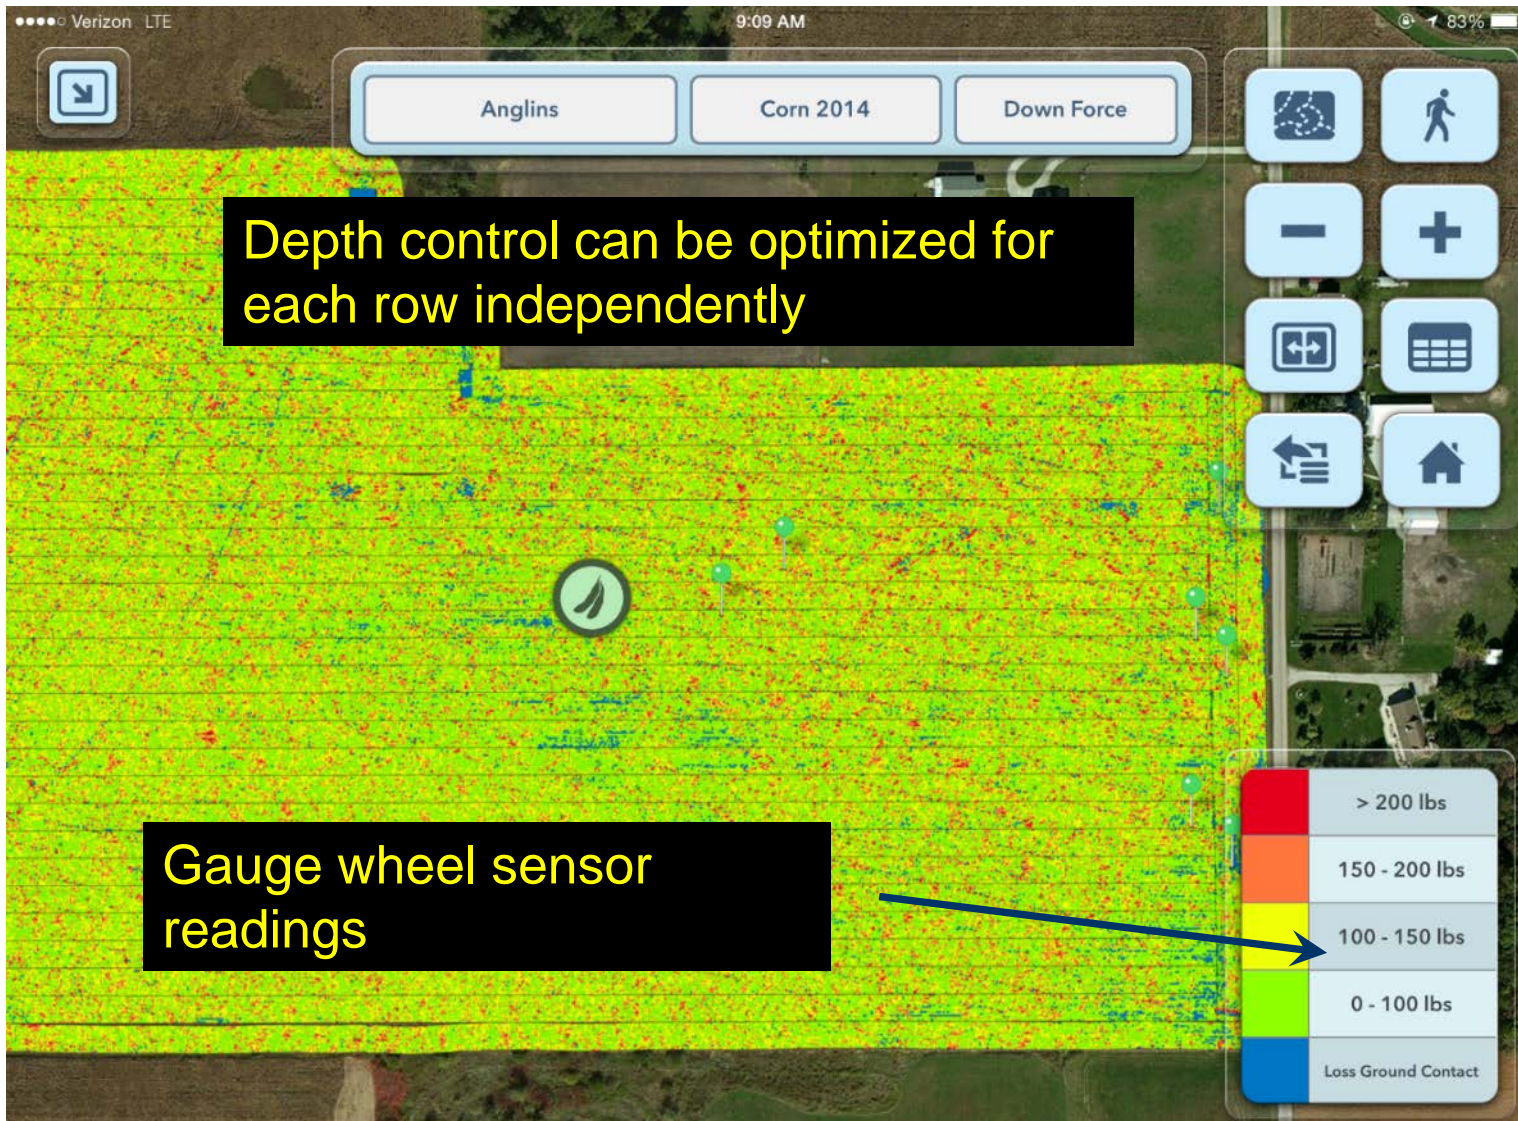 Verizon LTE
9:09 AM
83%
Anglins
Corn 2014
Down Force
Depth control can be optimized for
each row independently
Gauge wheel sensor
readings
> 200 lbs
150 - 200 lbs
100 - 150 lbs
0 - 100 lbs
Loss Ground Contact